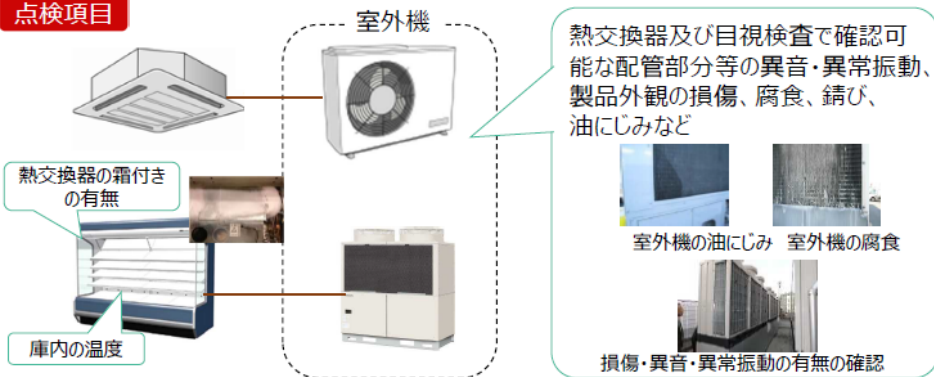 点検項目
室外機
熱交換器及び目視検査で確認可
能な配管部分等の異音・異常振動、
製品外観の損傷、腐食、錆び、
油にじみなど
熱交換器の霜付き
の有無
室外機の油にじみ
室外機の腐食
庫内の温度
損傷・異音・異常振動の有無の確認